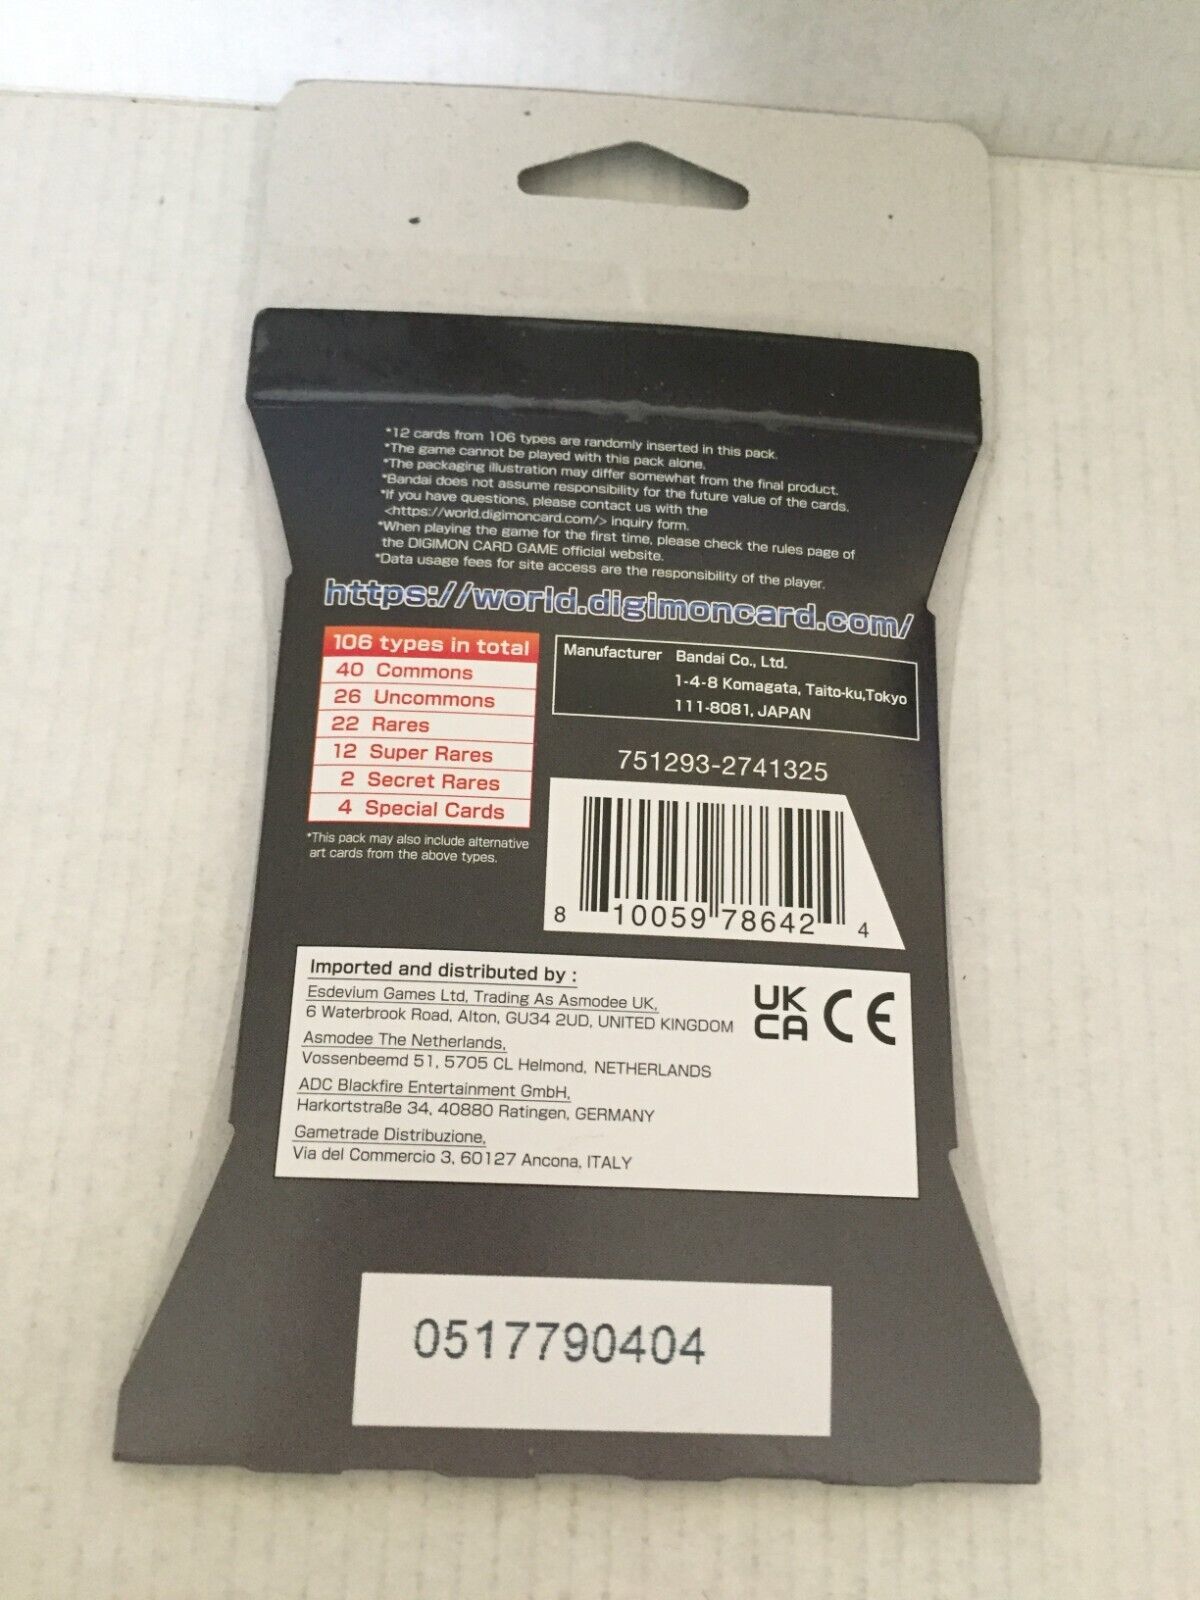 *12 cards from 106 types are randomly inserted in this pack.
*The game cannot be played with this pack alone.
*The packaging illustration may differ somewhat from the final product.
*Bandai does not assume responsibility for the future value of the cards.
*If you have questions, please contact us with the
<https://world.digimoncard.com/> inquiry form.
*When playing the game for the first time, please check the rules page of
the DIGIMON CARD GAME official website.
*Data usage fees for site access are the responsibility of the player.
https://world.digimoncard.com/
106 types in total
40 Commons
26 Uncommons
22 Rares
12 Super Rares
2 Secret Rares
4 Special Cards
*This pack may also include alternative
art cards from the above types.
Manufacturer Bandai Co., Ltd.
1-4-8 Komagata, Taito-ku,Tokyo
111-8081, JAPAN
751293-2741325
8 10059 78642 4
Imported and distributed by :
Esdevium Games Ltd, Trading As Asmodee UK,
6 Waterbrook Road, Alton, GU34 2UD, UNITED KINGDOM
Asmodee The Netherlands,
Vossenbeemd 51, 5705 CL Helmond, NETHERLANDS
ADC Blackfire Entertainment GmbH,
Harkortstraße 34, 40880 Ratingen, GERMANY
Gametrade Distribuzione,
Via del Commercio 3, 60127 Ancona, ITALY
UK
CA
CE
0517790404